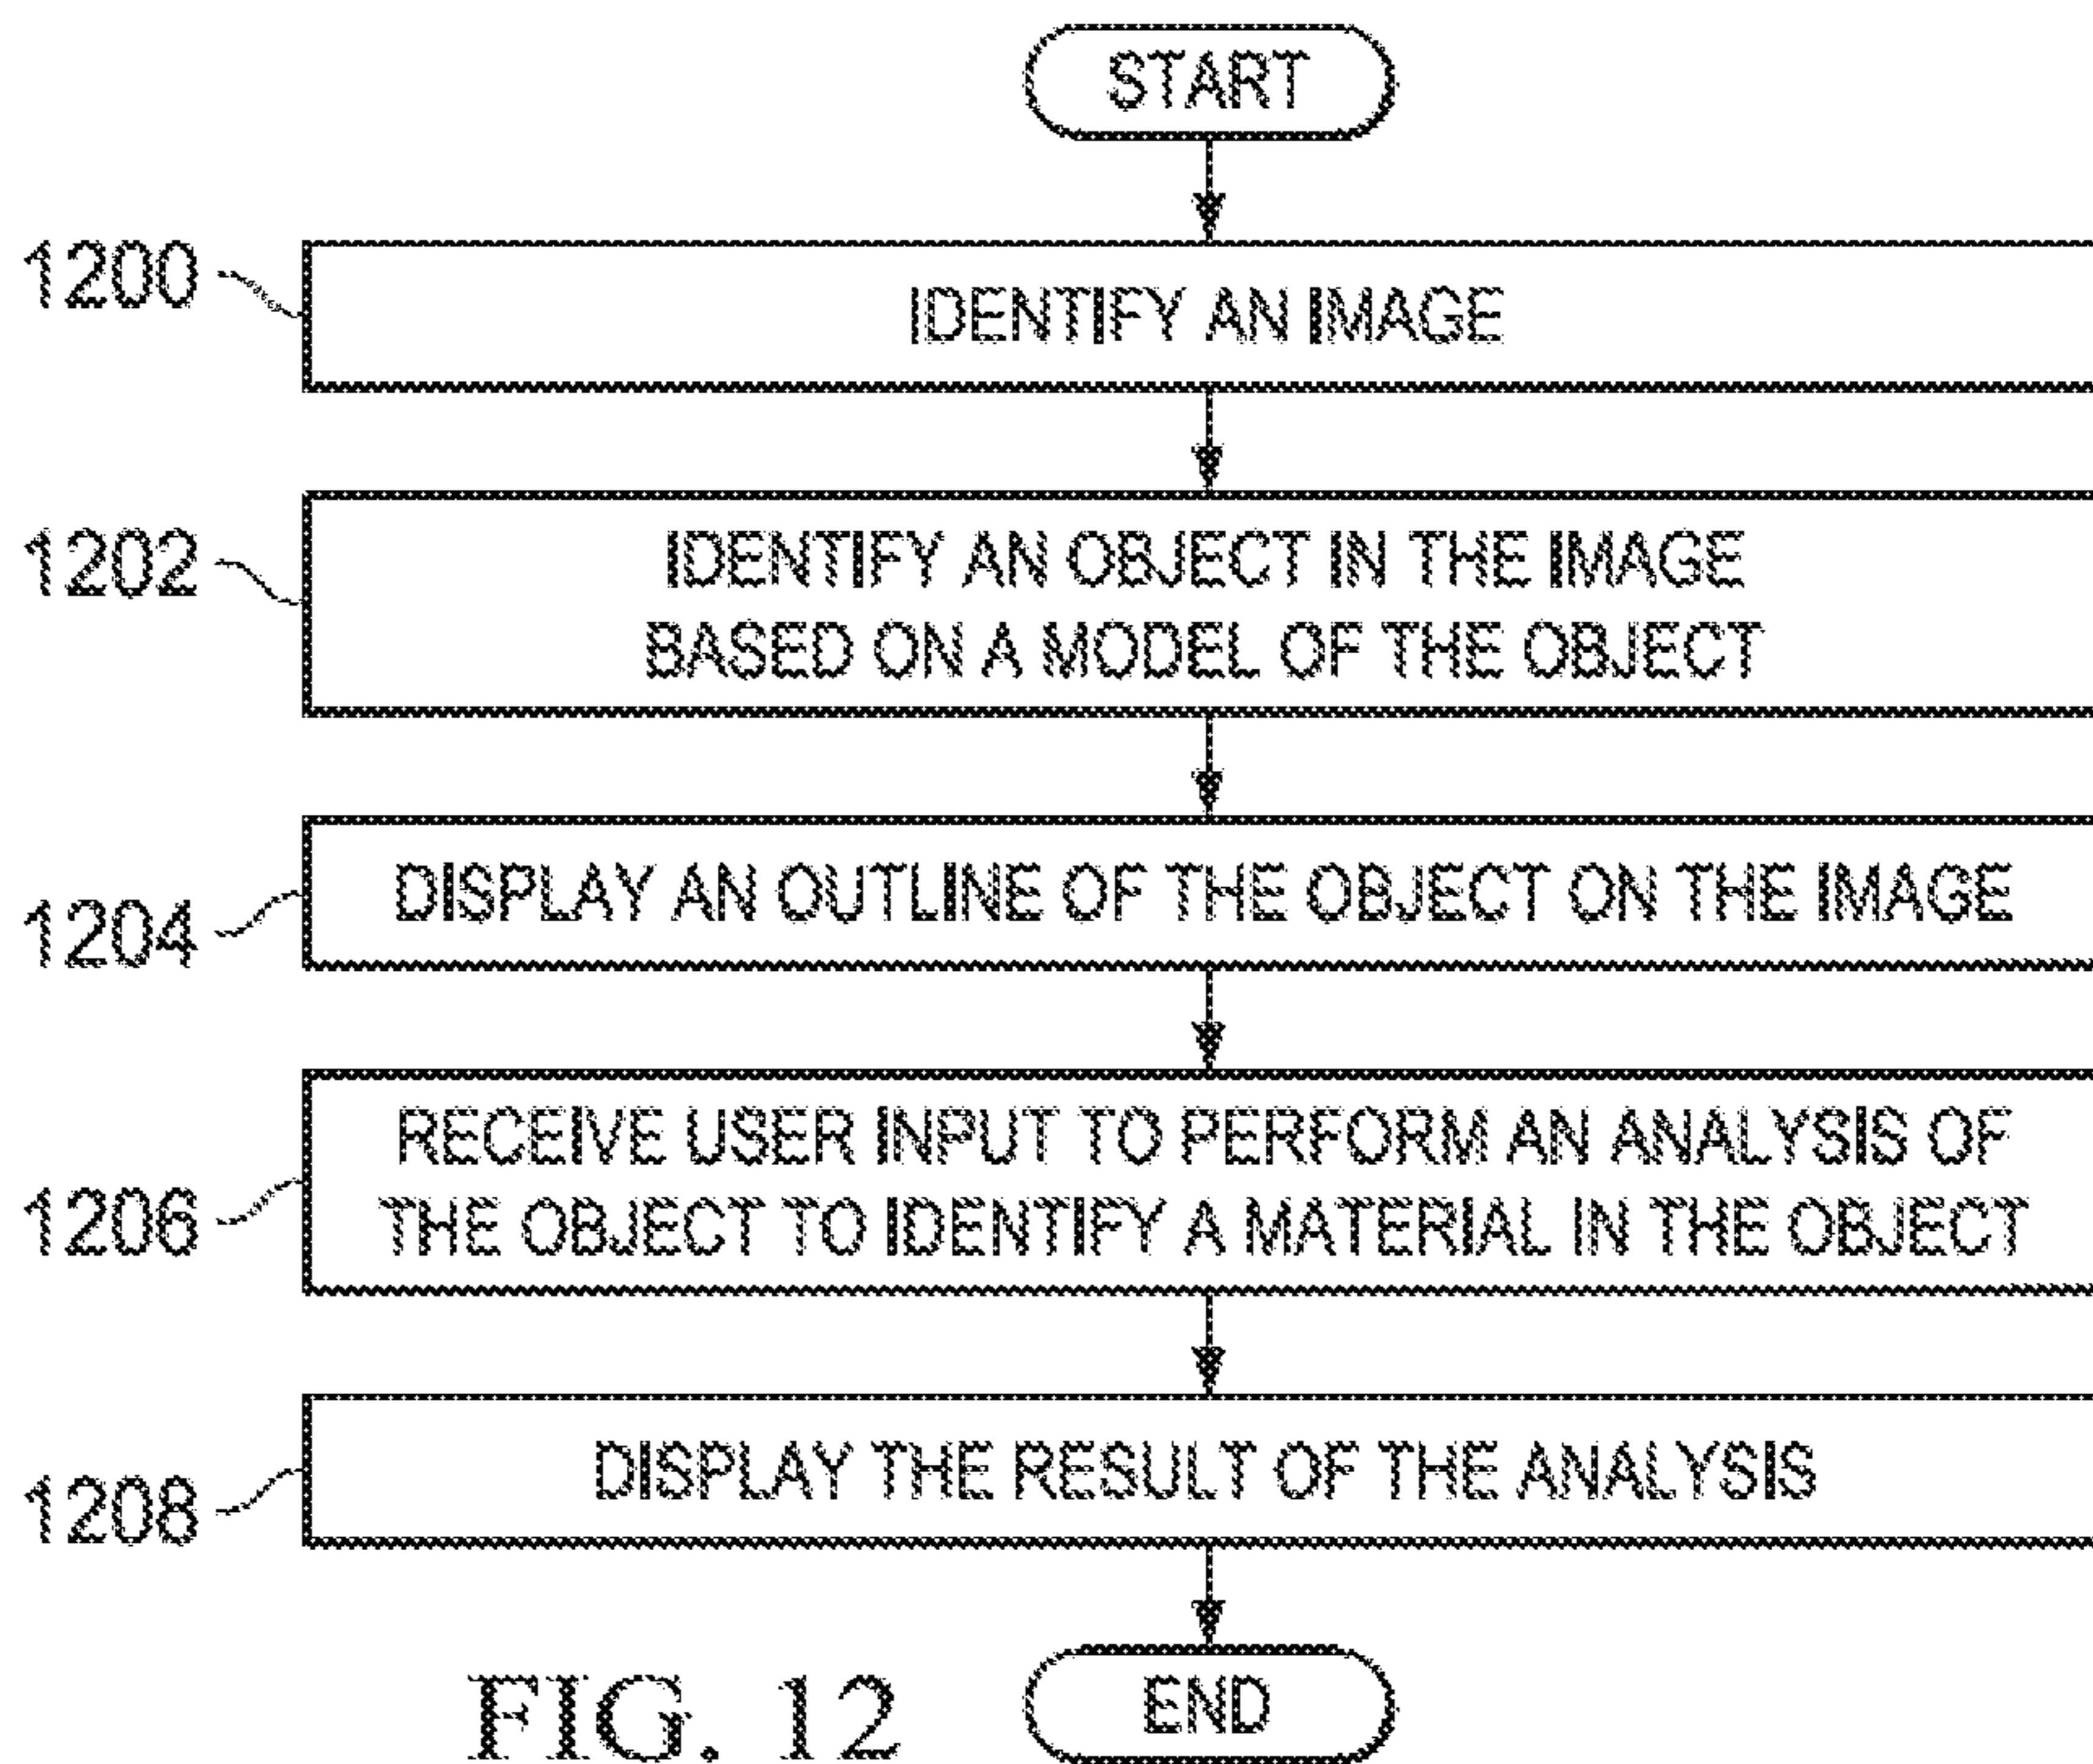 START
1200
IDENTIFY AN IMAGE
1202
IDENTIFY AN OBJECT IN THE IMAGE
BASED ON A MODEL OF THE OBJECT
1204
DISPLAY AN OUTLINE OF THE OBJECT ON THE IMAGE
1206
RECEIVE USER INPUT TO PERFORM AN ANALYSIS OF
THE OBJECT TO IDENTIFY A MATERIAL IN THE OBJECT
1208
DISPLAY THE RESULT OF THE ANALYSIS
END
FIG. 12